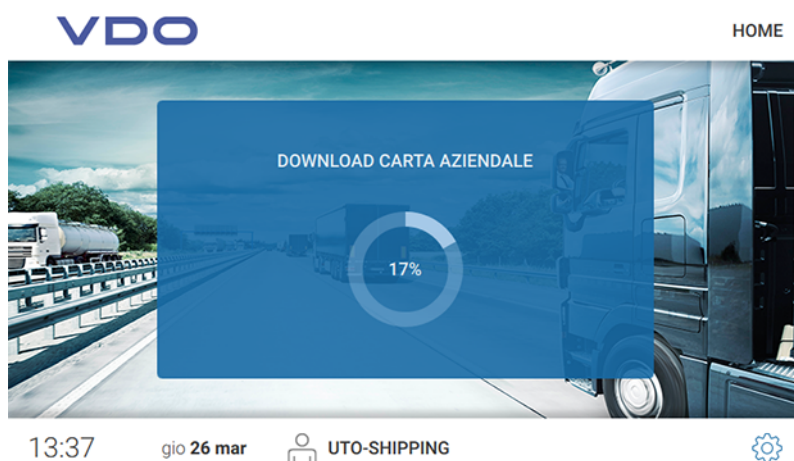 VDO
HOME
DOWNLOAD CARTA AZIENDALE
17%
13:37 gio 26 mar UTO-SHIPPING